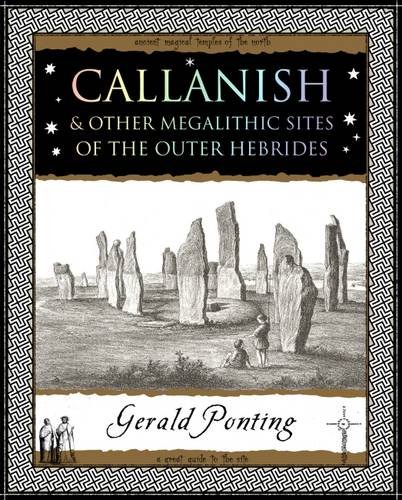 ancient magical temples of the north
CALLANISH
& OTHER MEGALITHIC SITES
OF THE OUTER HEBRIDES
Gerald Ponting
a great guide to the site